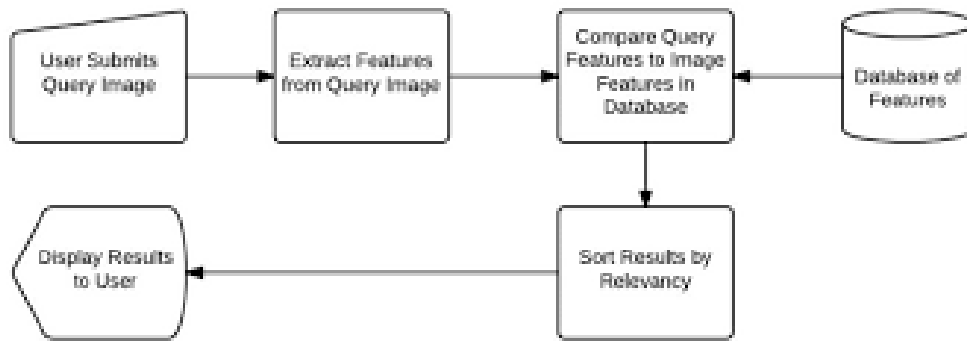 User Submits
Query Image
Extract Features
from Query Image
Compare Query
Features to Image
Features in
Database
Database of
Features
Display Results
to User
Sort Results by
Relevancy